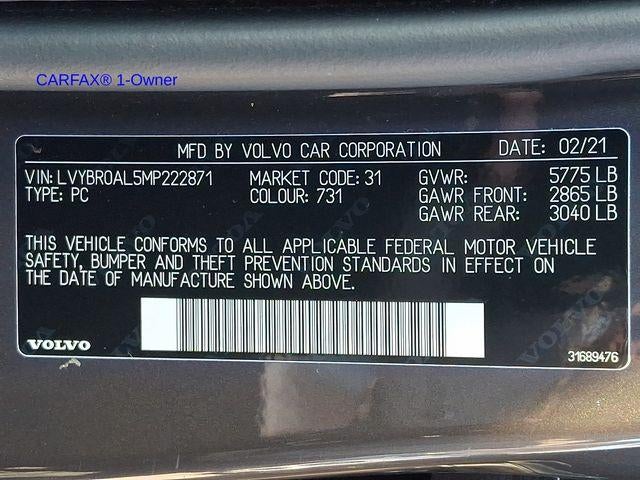 CARFAX® 1-Owner
MFD BY VOLVO CAR CORPORATION DATE: 02/21
VIN: LVYBR0AL5MP222871 MARKET CODE: 31 GVWR: 5775 LB
TYPE: PC COLOUR: 731 GAWR FRONT: 2865 LB
GAWR REAR: 3040 LB
THIS VEHICLE CONFORMS TO ALL APPLICABLE FEDERAL MOTOR VEHICLE
SAFETY, BUMPER AND THEFT PREVENTION STANDARDS IN EFFECT ON
THE DATE OF MANUFACTURE SHOWN ABOVE.
VOLVO
31689476